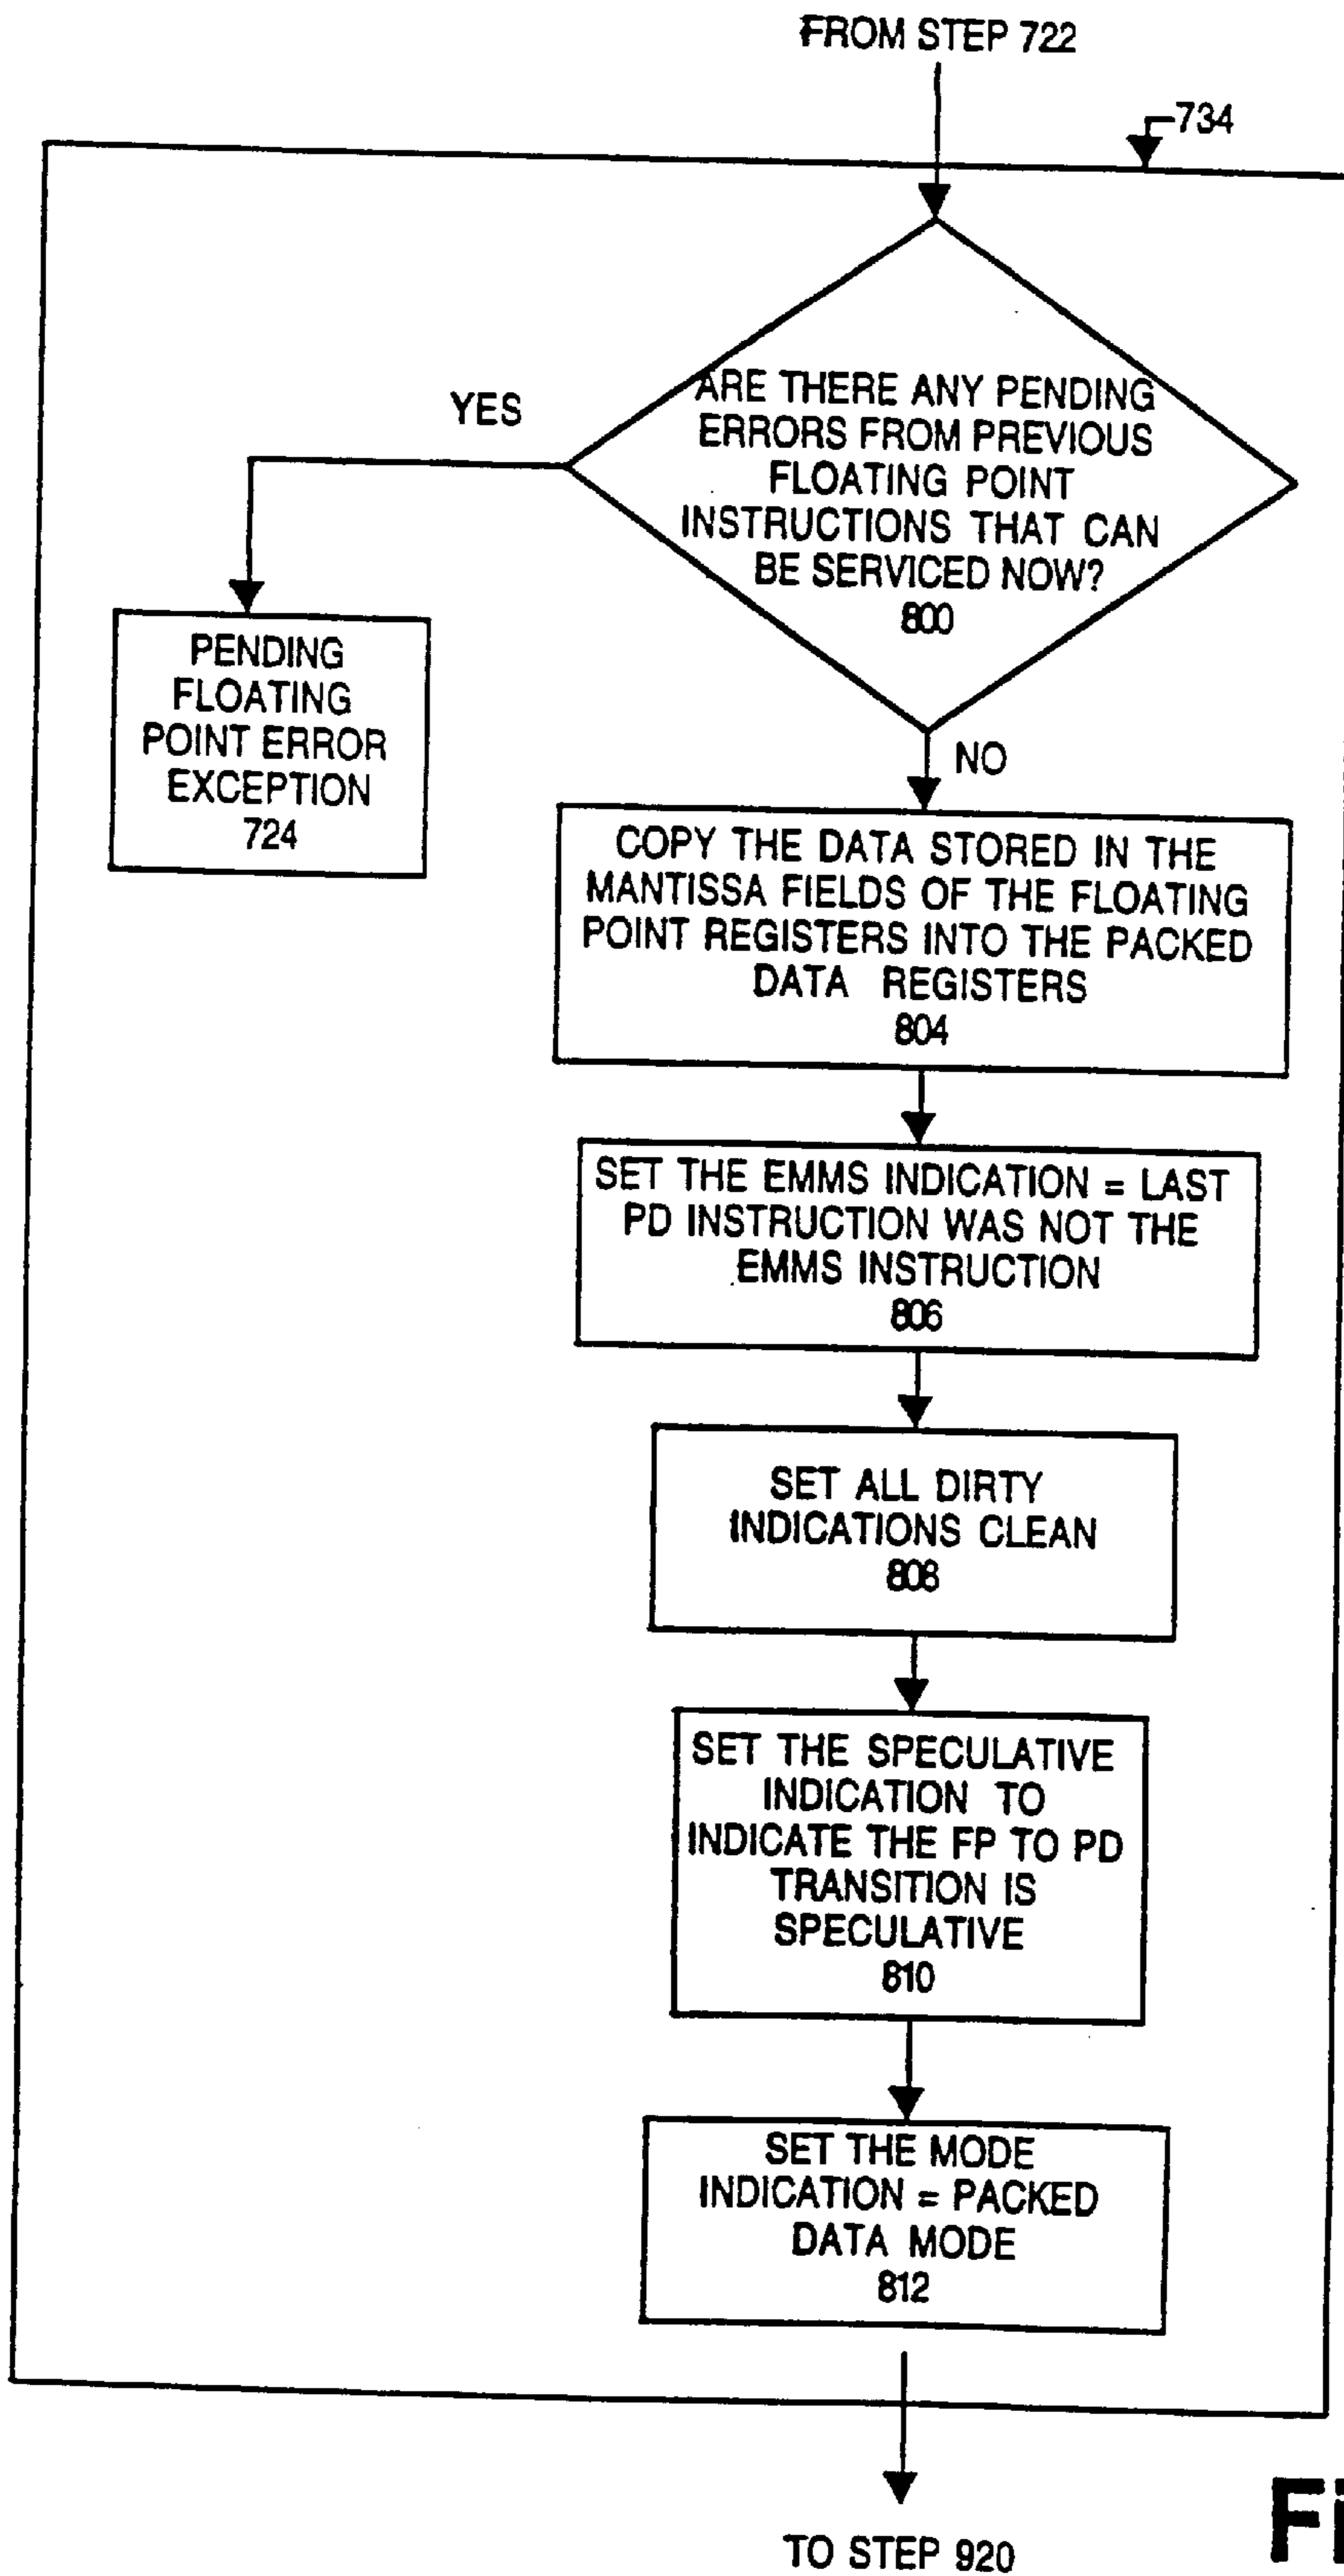 FROM STEP 722
734
ARE THERE ANY PENDING
ERRORS FROM PREVIOUS
FLOATING POINT
INSTRUCTIONS THAT CAN
BE SERVICED NOW?
800
YES
PENDING
FLOATING
POINT ERROR
EXCEPTION
724
NO
COPY THE DATA STORED IN THE
MANTISSA FIELDS OF THE FLOATING
POINT REGISTERS INTO THE PACKED
DATA REGISTERS
804
SET THE EMMS INDICATION = LAST
PD INSTRUCTION WAS NOT THE
EMMS INSTRUCTION
806
SET ALL DIRTY
INDICATIONS CLEAN
808
SET THE SPECULATIVE
INDICATION TO
INDICATE THE FP TO PD
TRANSITION IS
SPECULATIVE
810
SET THE MODE
INDICATION = PACKED
DATA MODE
812
TO STEP 920